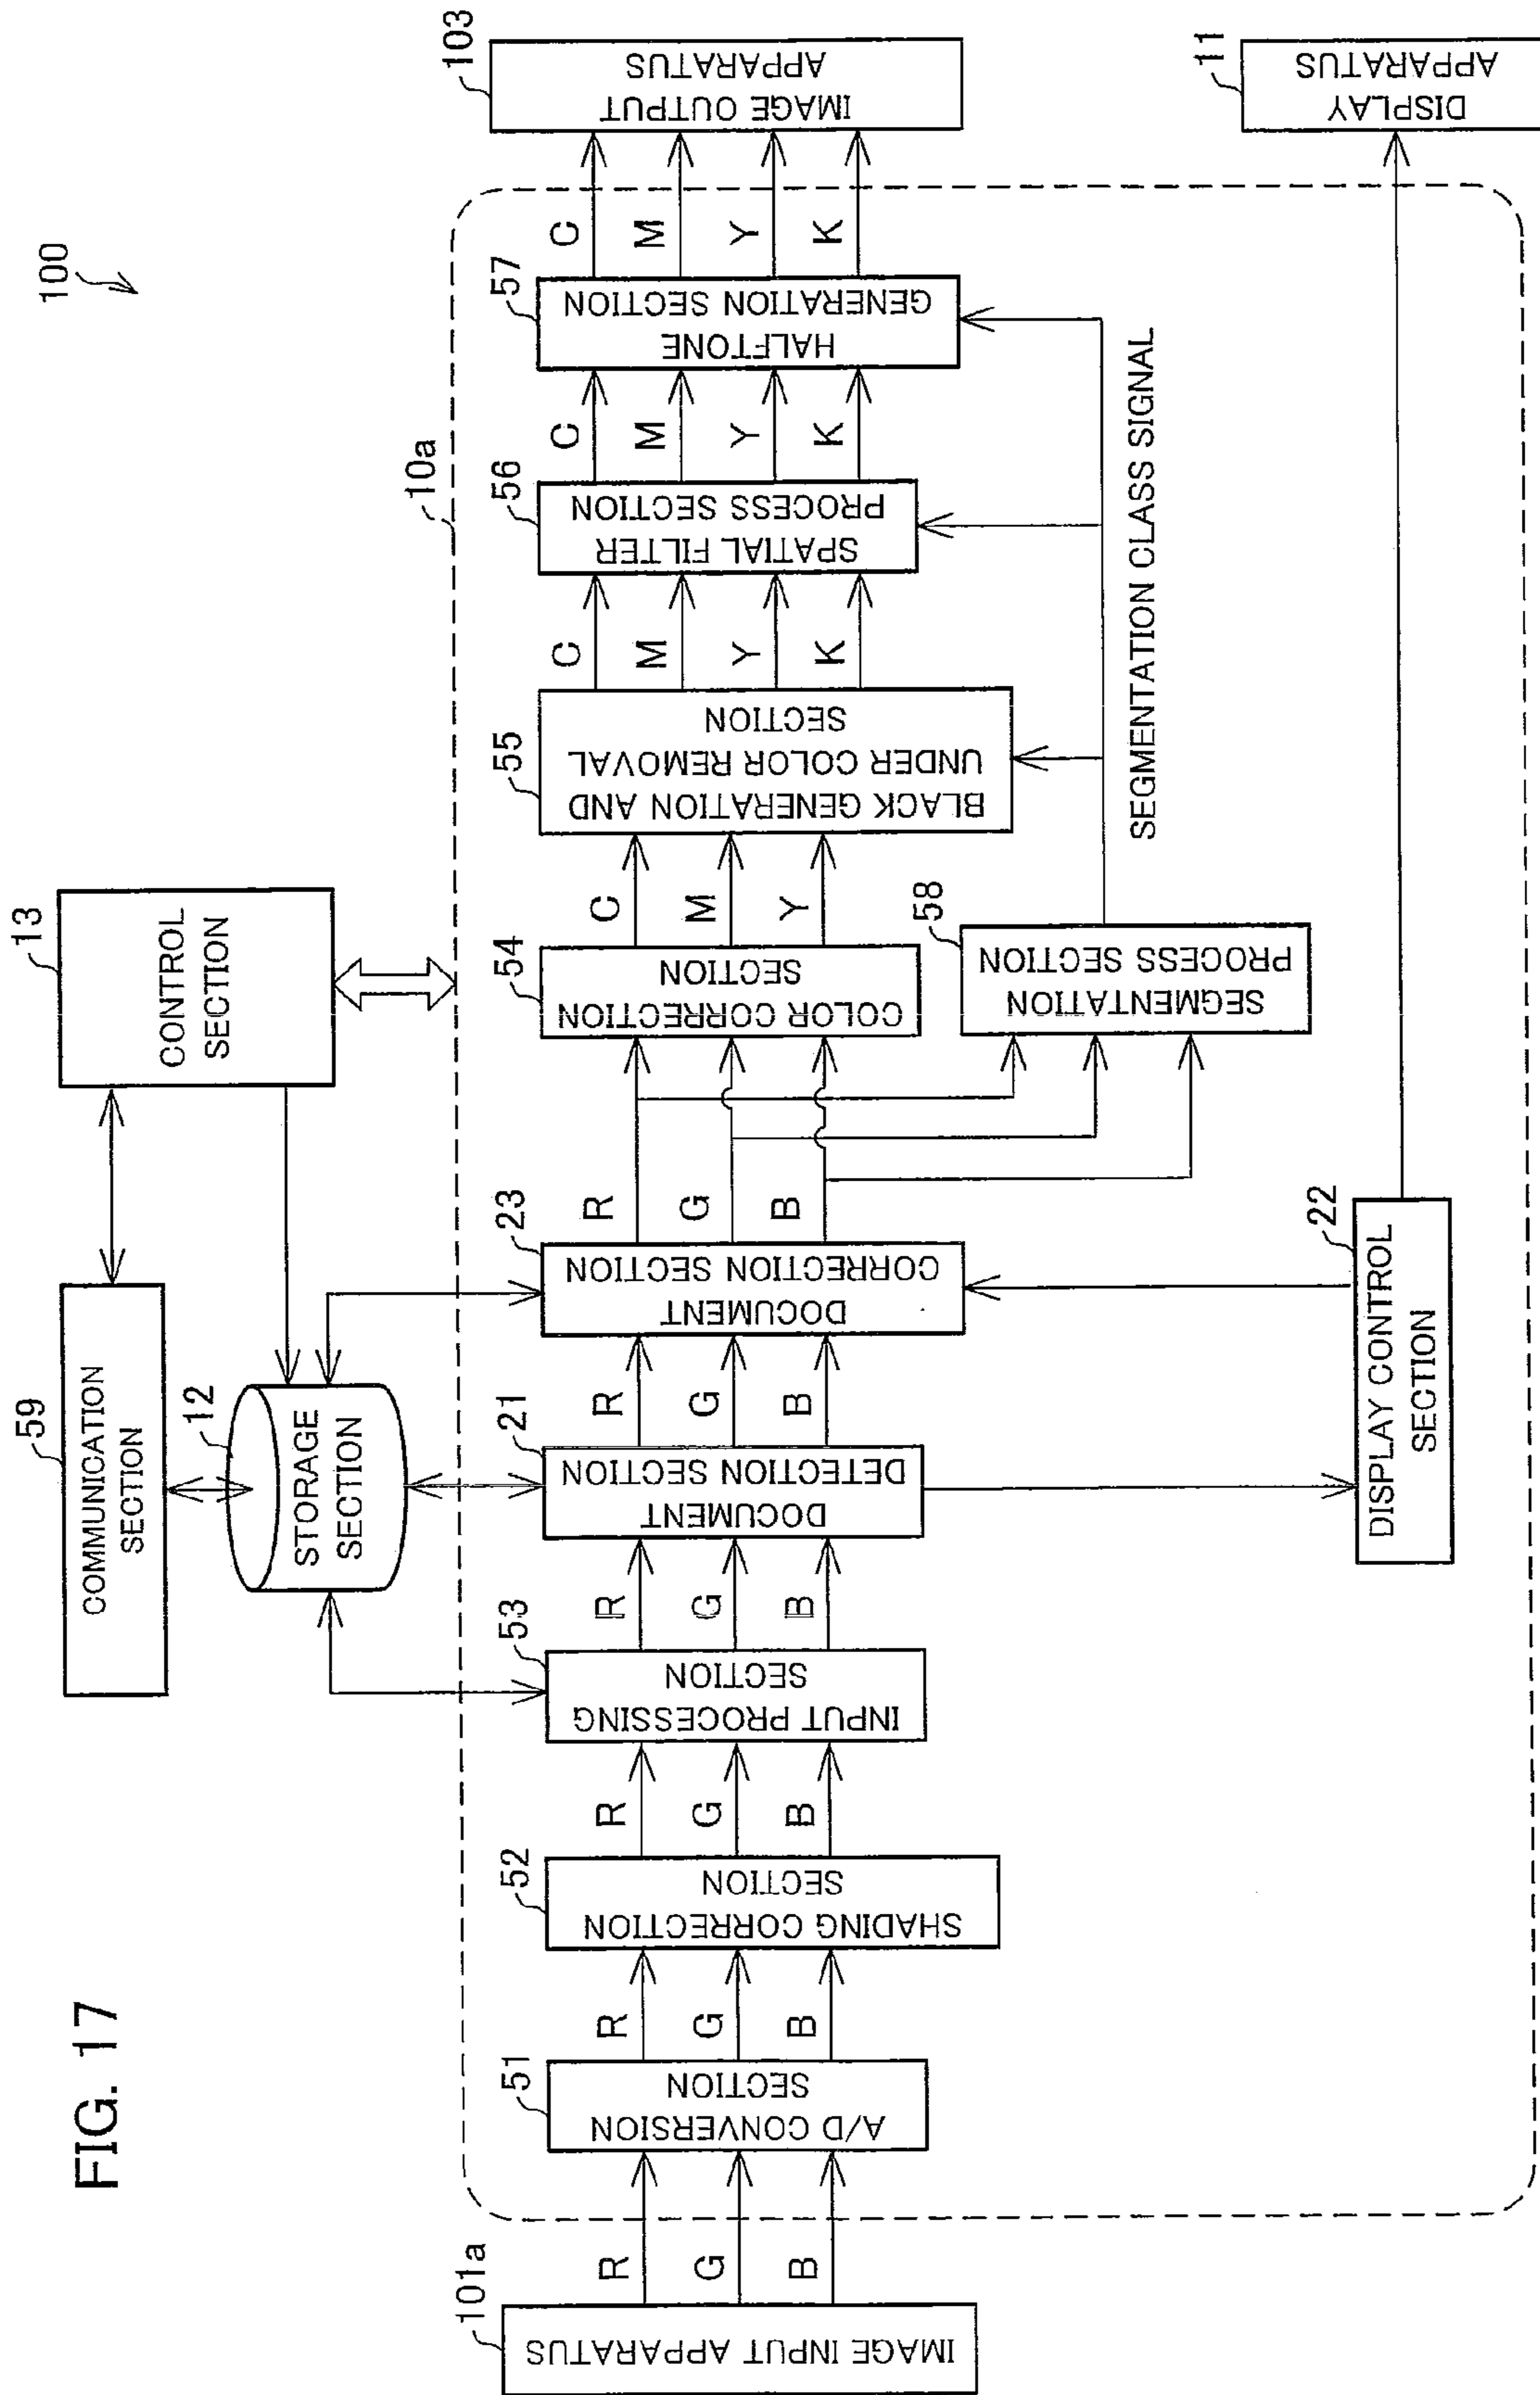 FIG. 17
100
59
COMMUNICATION
SECTION
13
CONTROL
SECTION
12
STORAGE
SECTION
10a
101a
IMAGE INPUT APPARATUS
R
G
B
51
A/D CONVERSION
SECTION
R
G
B
52
SHADING CORRECTION
SECTION
R
G
B
53
INPUT PROCESSING
SECTION
R
G
B
21
DOCUMENT
DETECTION SECTION
R
G
B
23
DOCUMENT
CORRECTION SECTION
R
G
B
54
COLOR CORRECTION
SECTION
C
M
Y
55
BLACK GENERATION AND
UNDER COLOR REMOVAL
SECTION
C
M
Y
K
56
SPATIAL FILTER
PROCESS SECTION
C
M
Y
K
57
HALFTONE
GENERATION SECTION
C
M
Y
K
103
IMAGE OUTPUT
APPARATUS
58
SEGMENTATION
PROCESS SECTION
SEGMENTATION CLASS SIGNAL
22
DISPLAY CONTROL
SECTION
11
DISPLAY
APPARATUS